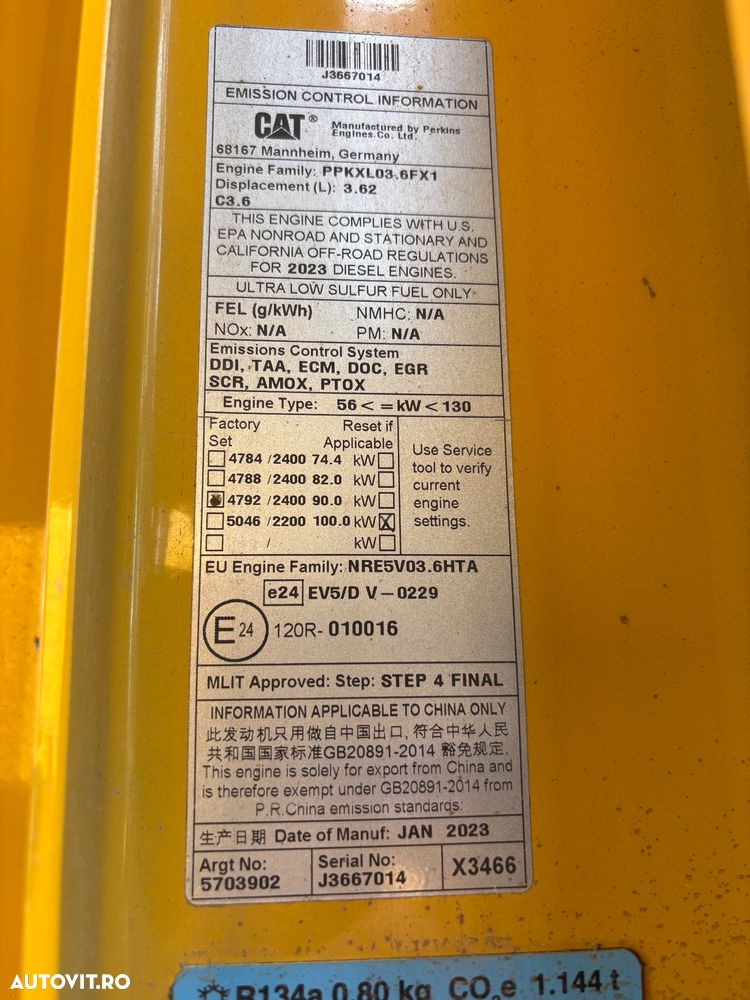 J3667014
EMISSION CONTROL INFORMATION
CAT® Manufactured by Perkins
Engines.Co. Ltd.
68167 Mannheim, Germany
Engine Family: PPKXL03.6FX1
Displacement (L): 3.62
C3.6
THIS ENGINE COMPLIES WITH U.S.
EPA NONROAD AND STATIONARY AND
CALIFORNIA OFF-ROAD REGULATIONS
FOR 2023 DIESEL ENGINES.
ULTRA LOW SULFUR FUEL ONLY
FEL (g/kWh) NMHC: N/A
NOx: N/A PM: N/A
Emissions Control System
DDI, TAA, ECM, DOC, EGR
SCR, AMOX, PTOX
Engine Type: 56 < = kW < 130
Factory Set
Reset if Applicable
4784 /2400 74.4 kW
4788 /2400 82.0 kW
4792 /2400 90.0 kW
5046 /2200 100.0 kW X
/ kW
Use Service
tool to verify
current
engine
settings.
EU Engine Family: NRE5V03.6HTA
e24 EV5/D V-0229
E 24 120R- 010016
MLIT Approved: Step: STEP 4 FINAL
INFORMATION APPLICABLE TO CHINA ONLY
此发动机只用做自中国出口, 符合中华人民
共和国国家标准GB20891-2014 豁免规定.
This engine is solely for export from China and
is therefore exempt under GB20891-2014 from
P.R.China emission standards.
生产日期 Date of Manuf: JAN 2023
Argt No:
5703902
Serial No:
J3667014
X3466
R134a 0,80 kg CO₂e 1.144 t
AUTOVIT.RO